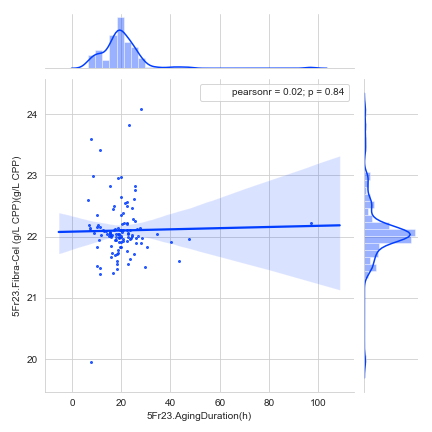 pearsonr = 0.02; p = 0.84
24
23
22
21
20
5Fr23.Fibra-Cel (g/L CPP)(g/L CPP)
0 20 40 60 80 100
5Fr23.AgingDuration(h)